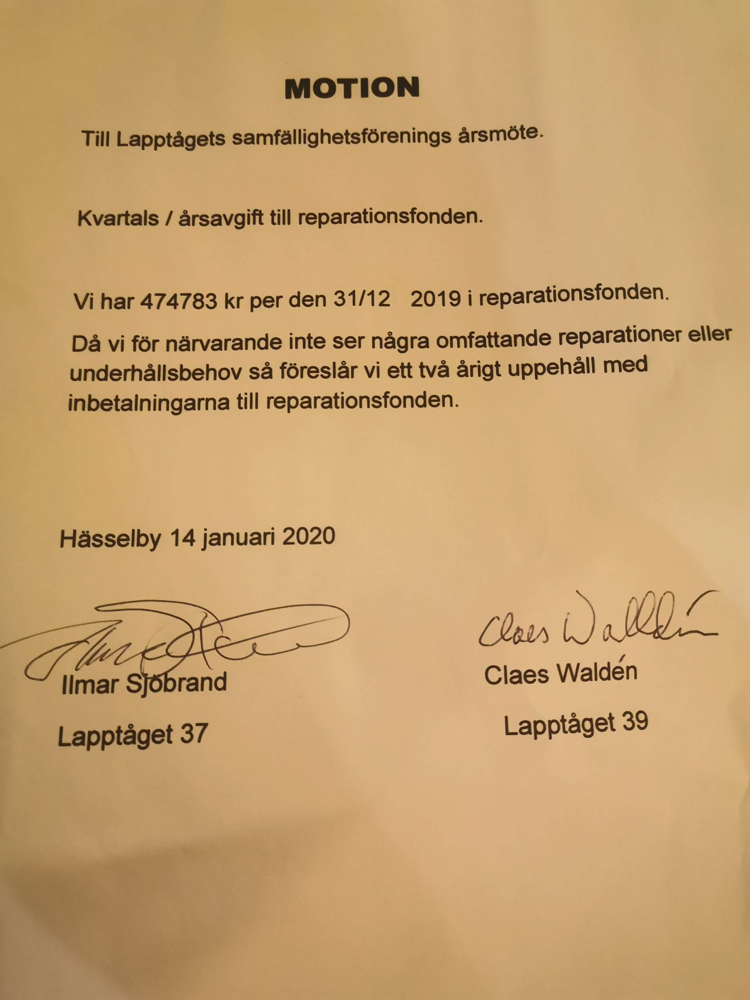 MOTION
Till Lapptågets samfällighetsförenings årsmöte.
Kvartals / årsavgift till reparationsfonden.
Vi har 474783 kr per den 31/12 2019 i reparationsfonden.
Då vi för närvarande inte ser några omfattande reparationer eller
underhållsbehov så föreslår vi ett två årigt uppehåll med
inbetalningarna till reparationsfonden.
Hässelby 14 januari 2020
Claes Waldén
Ilmar Sjöbrand Claes Waldén
Lapptåget 37 Lapptåget 39